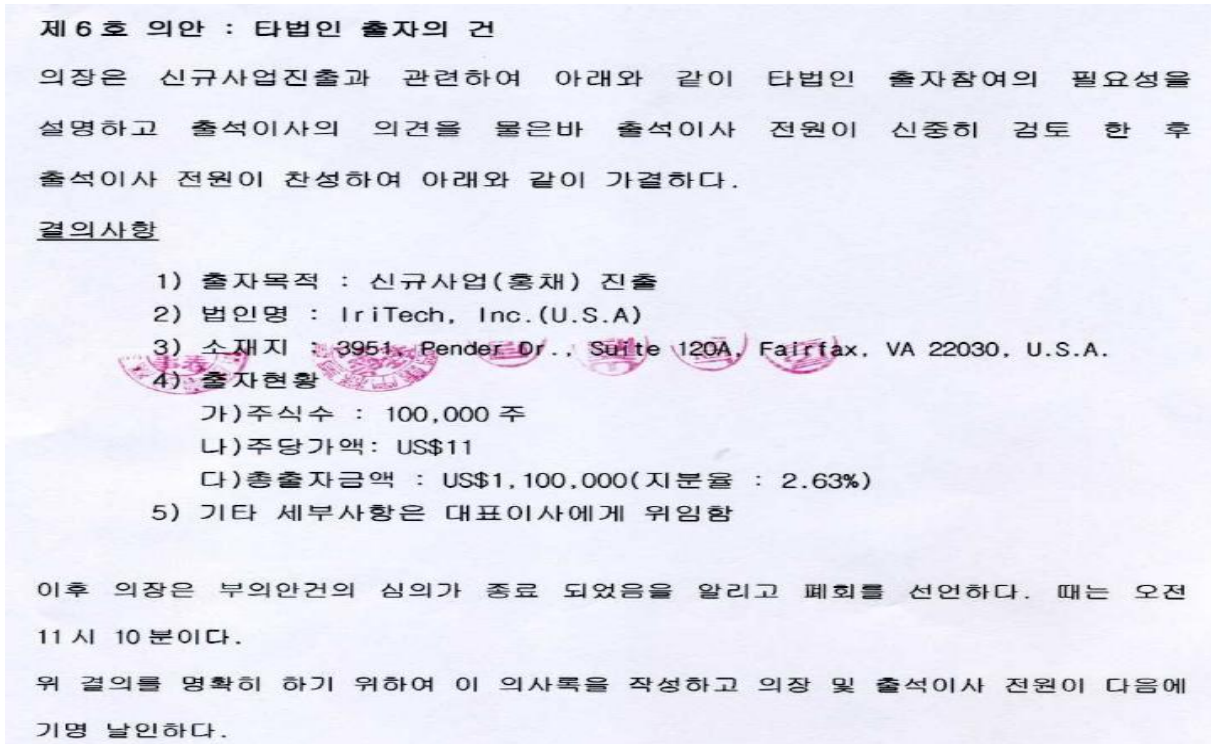 제6호 의안 : 타법인 출자의 건
의장은 신규사업진출과 관련하여 아래와 같이 타법인 출자참여의 필요성을
설명하고 출석이사의 의견을 물은바 출석이사 전원이 신중히 검토 한 후
출석이사 전원이 찬성하여 아래와 같이 가결하다.
결의사항
1) 출자목적 : 신규사업(홍채) 진출
2) 법인명 : IriTech, Inc.(U.S.A)
3) 소재지 : 3951, Pender Dr., Suite 120A, Fairfax, VA 22030, U.S.A.
4) 출자현황
가)주식수 : 100,000 주
나)주당가액: US$11
다)총출자금액 : US$1,100,000(지분율 : 2.63%)
5) 기타 세부사항은 대표이사에게 위임함
이후 의장은 부의안건의 심의가 종료 되었음을 알리고 폐회를 선언하다. 때는 오전
11시 10분이다.
위 결의를 명확히 하기 위하여 이 의사록을 작성하고 의장 및 출석이사 전원이 다음에
기명 날인하다.